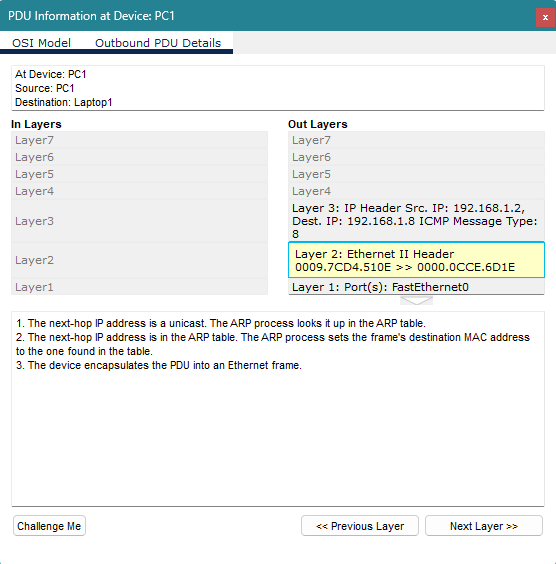 PDU Information at Device: PC1
x
OSI Model Outbound PDU Details
At Device: PC1
Source: PC1
Destination: Laptop1
In Layers
Layer7
Layer6
Layer5
Layer4
Layer3
Layer2
Layer1
Out Layers
Layer7
Layer6
Layer5
Layer4
Layer 3: IP Header Src. IP: 192.168.1.2,
Dest. IP: 192.168.1.8 ICMP Message Type:
8
Layer 2: Ethernet II Header
0009.7CD4.510E >> 0000.0CCE.6D1E
Layer 1: Port(s): FastEthernet0
1. The next-hop IP address is a unicast. The ARP process looks it up in the ARP table.
2. The next-hop IP address is in the ARP table. The ARP process sets the frame's destination MAC address
to the one found in the table.
3. The device encapsulates the PDU into an Ethernet frame.
Challenge Me
<< Previous Layer
Next Layer >>